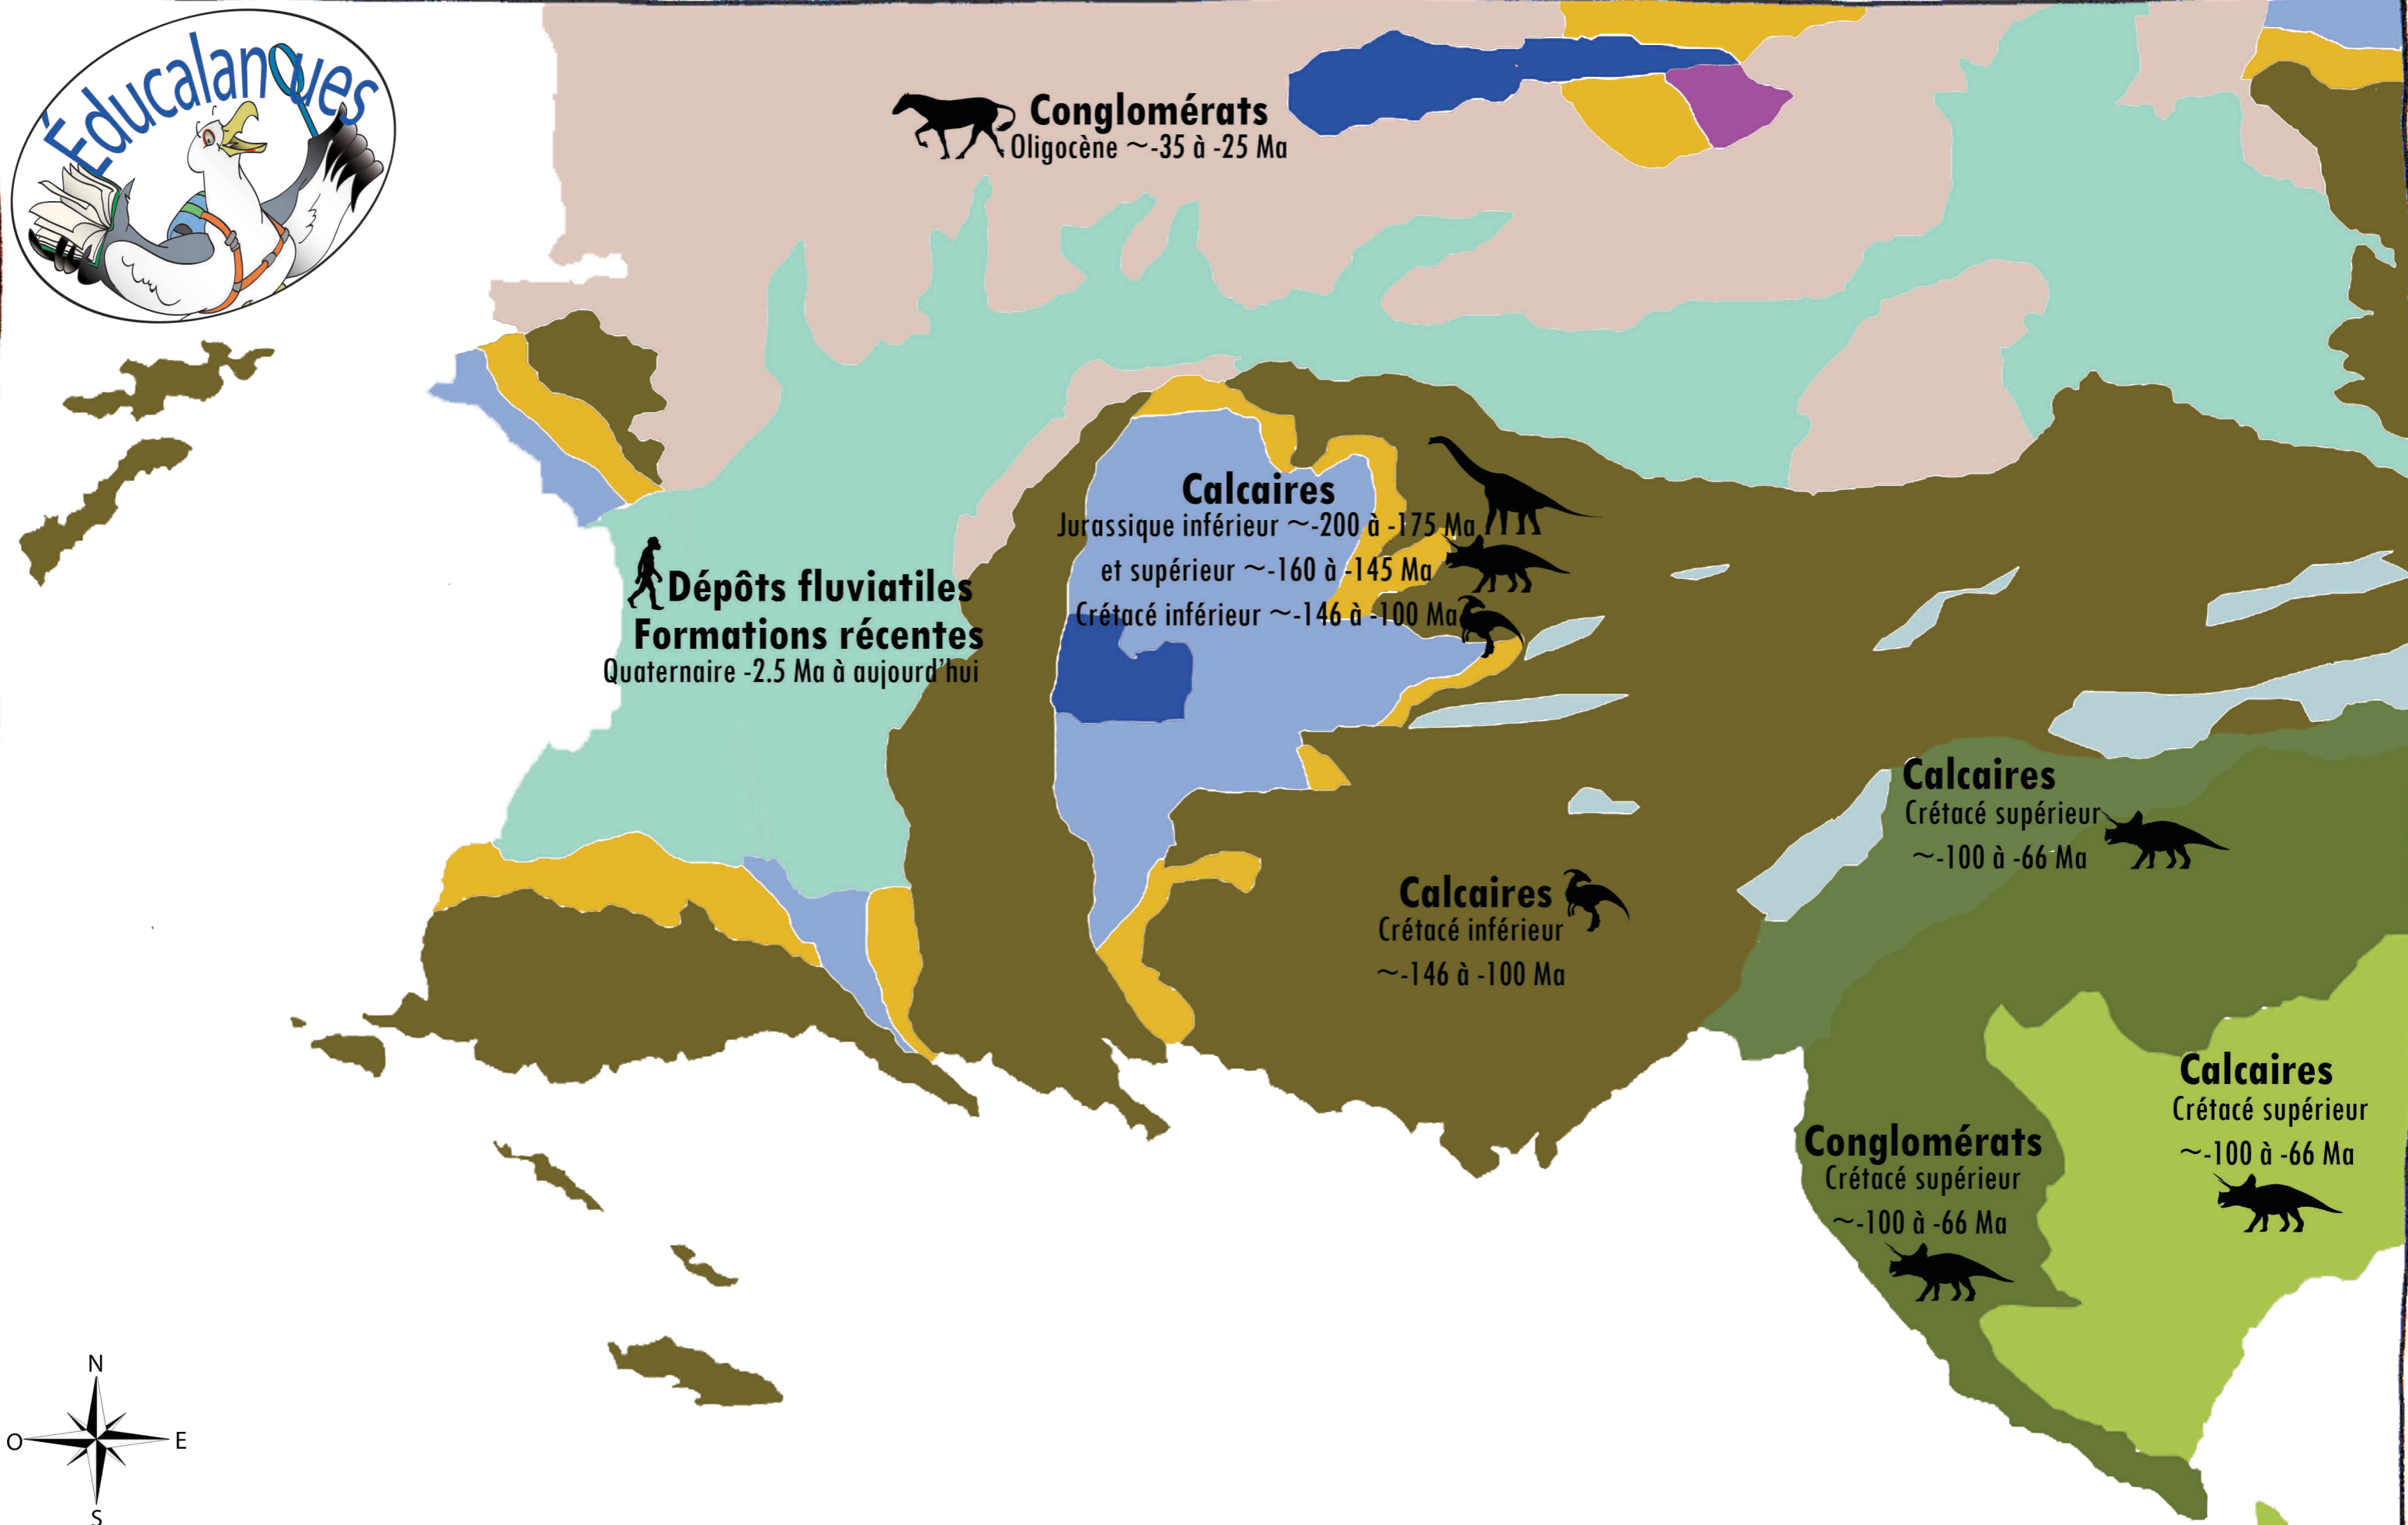 Éducalanques
Conglomérats
Oligocène ~-35 à -25 Ma
Calcaires
Jurassique inférieur ~-200 à -175 Ma
et supérieur ~-160 à -145 Ma
Crétacé inférieur ~-146 à -100 Ma
Dépôts fluviatiles
Formations récentes
Quaternaire -2.5 Ma à aujourd'hui
Calcaires
Crétacé supérieur
~-100 à -66 Ma
Calcaires
Crétacé inférieur
~-146 à -100 Ma
Calcaires
Crétacé supérieur
~-100 à -66 Ma
Conglomérats
Crétacé supérieur
~-100 à -66 Ma
N
O
E
S